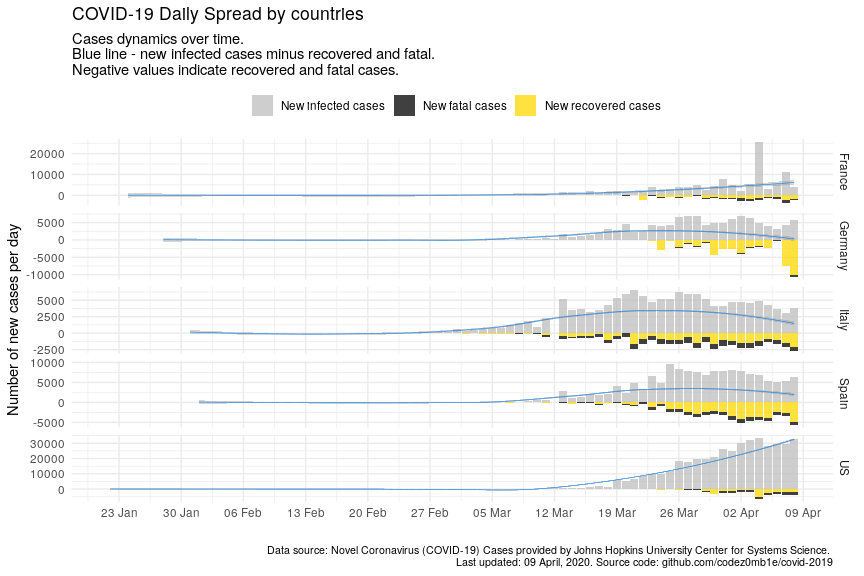 COVID-19 Daily Spread by countries
Cases dynamics over time.
Blue line - new infected cases minus recovered and fatal.
Negative values indicate recovered and fatal cases.
New infected cases New fatal cases New recovered cases
Number of new cases per day
20000
10000
0
France
5000
0
-5000
-10000
Germany
5000
2500
0
-2500
Italy
10000
5000
0
-5000
Spain
30000
20000
10000
0
US
23 Jan 30 Jan 06 Feb 13 Feb 20 Feb 27 Feb 05 Mar 12 Mar 19 Mar 26 Mar 02 Apr 09 Apr
Data source: Novel Coronavirus (COVID-19) Cases provided by Johns Hopkins University Center for Systems Science.
Last updated: 09 April, 2020. Source code: github.com/codez0mb1e/covid-2019